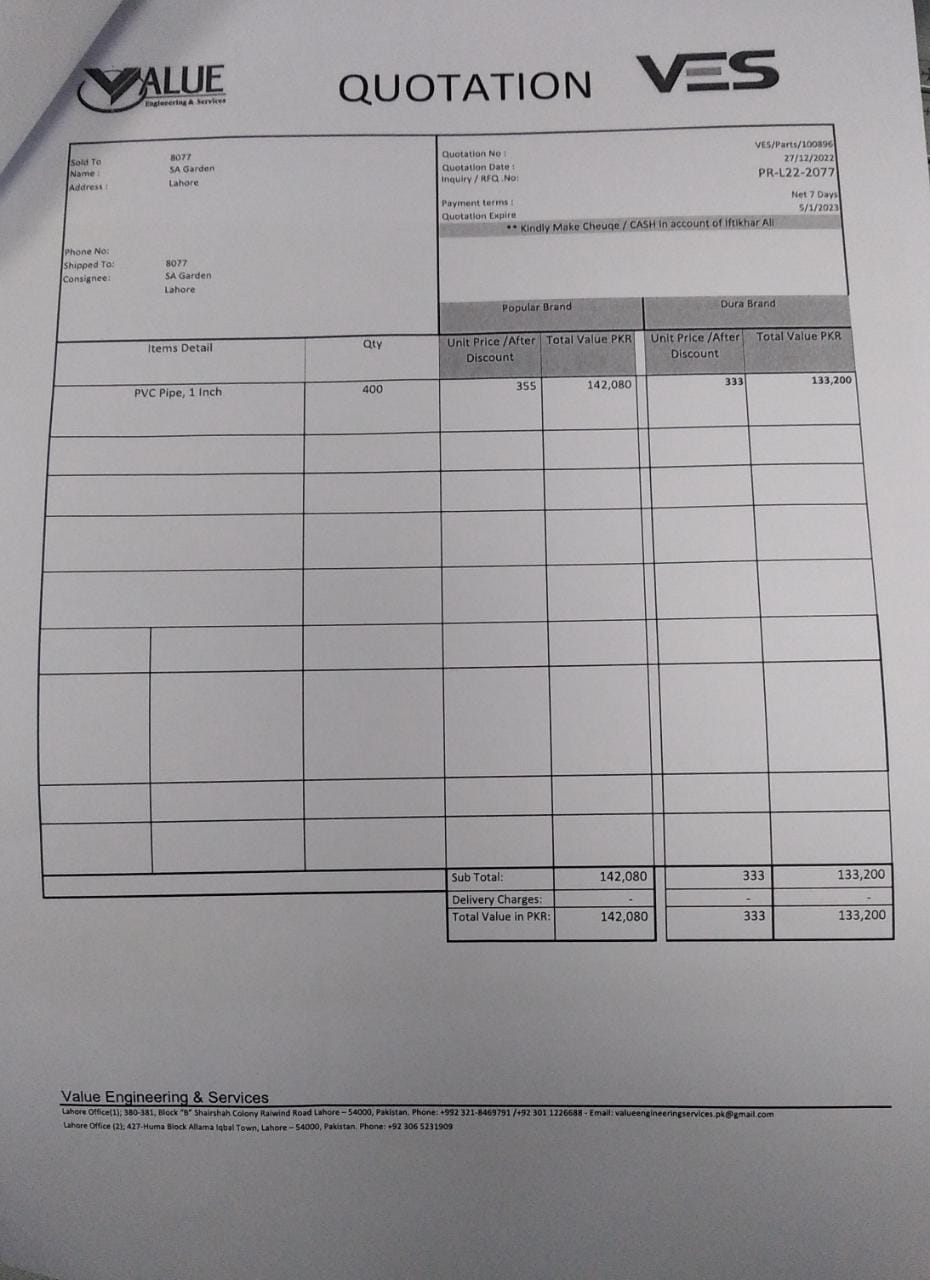 VALUE
Engineering & Services
QUOTATION
VES
Sold To 8077
Name : SA Garden
Address : Lahore
Phone No:
Shipped To: 8077
Consignee: SA Garden
Lahore
Quotation No : VES/Parts/100896
Quotation Date : 27/12/2022
Inquiry / RFQ .No: PR-L22-2077
Payment terms : Net 7 Days
Quotation Expire 5/1/2023
** Kindly Make Cheuqe / CASH in account of Iftikhar Ali
Popular Brand Dura Brand
Items Detail Qty Unit Price /After Discount Total Value PKR Unit Price /After Discount Total Value PKR
PVC Pipe, 1 Inch 400 355 142,080 333 133,200
Sub Total: 142,080 333 133,200
Delivery Charges: - - -
Total Value in PKR: 142,080 333 133,200
Value Engineering & Services
Lahore Office(1); 380-381, Block "B" Shairshah Colony Raiwind Road Lahore – 54000, Pakistan. Phone: +992 321-8469791 /+92 301 1226688 - Email: valueengineeringservices.pk@gmail.com
Lahore Office (2); 427-Huma Block Allama Iqbal Town, Lahore – 54000, Pakistan. Phone: +92 306 5231909